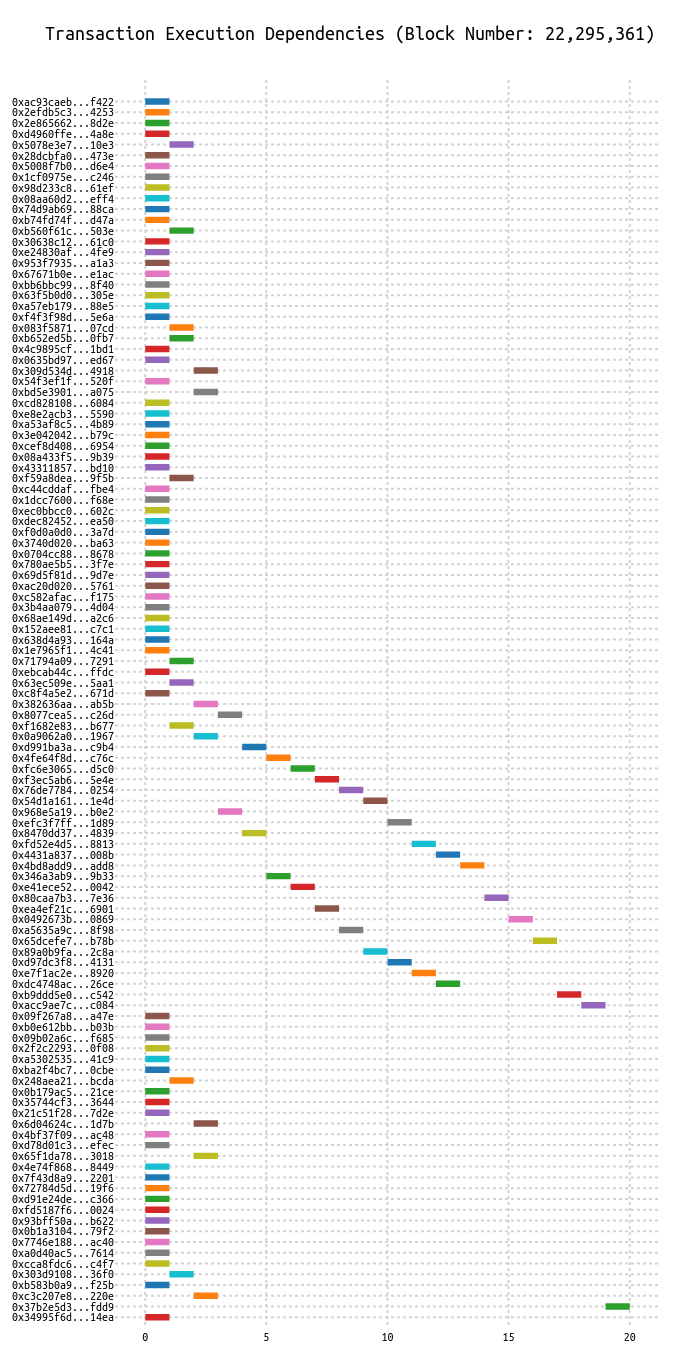 Transaction Execution Dependencies (Block Number: 22,295,361)
0xac93caeb...f422
0x2efdb5c3...4253
0x2e865662...8d2e
0xd4960ffe...4a8e
0x5078e3e7...10e3
0x28dcbfa0...473e
0x5008f7b0...d6e4
0x1cf0975e...c246
0x98d233c8...61ef
0x08aa60d2...eff4
0x74d9ab69...88ca
0xb74fd74f...d47a
0xb560f61c...503e
0x30638c12...61c0
0xe24830af...4fe9
0x953f7935...a1a3
0x67671b0e...e1ac
0xbb6bbc99...8f40
0x63f5b0d0...305e
0xa57eb179...88e5
0xf4f3f98d...5e6a
0x083f5871...07cd
0xb652ed5b...0fb7
0x4c9895cf...1bd1
0x0635bd97...ed67
0x309d534d...4918
0x54f3ef1f...520f
0xbd5e3901...a075
0xcd828108...6084
0xe8e2acb3...5590
0xa53af8c5...4b89
0x3e042042...b79c
0xcef8d408...6954
0x08a433f5...9b39
0x43311857...bd10
0xf59a8dea...9f5b
0xc44cddaf...fbe4
0x1dcc7600...f68e
0xec0bbcc0...602c
0xdec82452...ea50
0xf0d0a0d0...3a7d
0x3740d020...ba63
0x0704cc88...8678
0x780ae5b5...3f7e
0x69d5f81d...9d7e
0xac20d020...5761
0xc582afac...f175
0x3b4aa079...4d04
0x68ae149d...a2c6
0x152aee81...c7c1
0x638d4a93...164a
0x1e7965f1...4c41
0x71794a09...7291
0xebcab44c...ffdc
0x63ec509e...5aa1
0xc8f4a5e2...671d
0x382636aa...ab5b
0x8077cea5...c26d
0xf1682e83...b677
0x0a9062a0...1967
0xd991ba3a...c9b4
0x4fe64f8d...c76c
0xfc6e3065...d5c0
0xf3ec5ab6...5e4e
0x76de7784...0254
0x54d1a161...1e4d
0x968e5a19...b0e2
0xefc3f7ff...1d89
0x8470dd37...4839
0xfd52e4d5...8813
0x4431a837...008b
0x4bd8add9...add8
0x346a3ab9...9b33
0xe41ece52...0042
0x80caa7b3...7e36
0xea4ef21c...6901
0x0492673b...0869
0xa5635a9c...8f98
0x65dcefe7...b78b
0x89a0b9fa...2c8a
0xd97dc3f8...4131
0xe7f1ac2e...8920
0xdc4748ac...26ce
0xb9ddd5e0...c542
0xacc9ae7c...c084
0x09f267a8...a47e
0xb0e612bb...b03b
0x09b02a6c...f685
0x2f2c2293...0f08
0xa5302535...41c9
0xba2f4bc7...0cbe
0x248aea21...bcda
0x0b179ac5...21ce
0x35744cf3...3644
0x21c51f28...7d2e
0x6d04624c...1d7b
0x4bf37f09...ac48
0xd78d01c3...efec
0x65f1da78...3018
0x4e74f868...8449
0x7f43d8a9...2201
0x72784d5d...19f6
0xd91e24de...c366
0xfd5187f6...0024
0x93bff50a...b622
0x0b1a3104...79f2
0x7746e188...ac40
0xa0d40ac5...7614
0xcca8fdc6...c4f7
0x303d9108...36f0
0xb583b0a9...f25b
0xc3c207e8...220e
0x37b2e5d3...fdd9
0x34995f6d...14ea
0 5 10 15 20